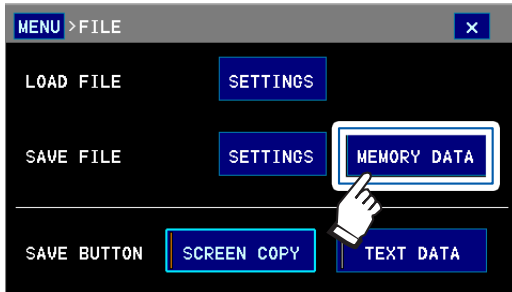 MENU >FILE ×
LOAD FILE SETTINGS
SAVE FILE SETTINGS MEMORY DATA
SAVE BUTTON SCREEN COPY TEXT DATA